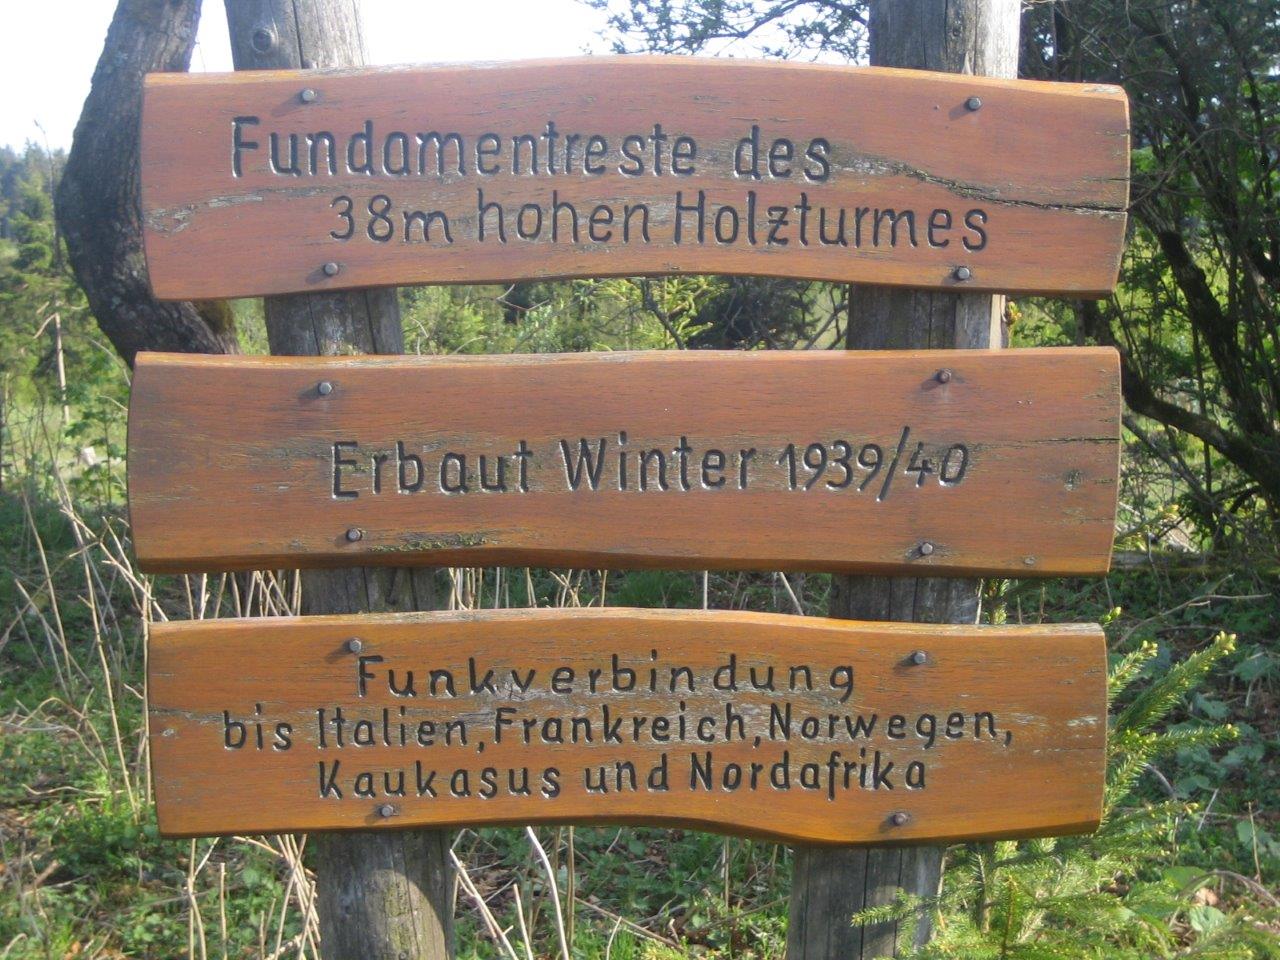 Fundamentreste des
38m hohen Holzturmes
Erbaut Winter 1939/40
Funkverbindung
bis Italien, Frankreich, Norwegen,
Kaukasus und Nordafrika